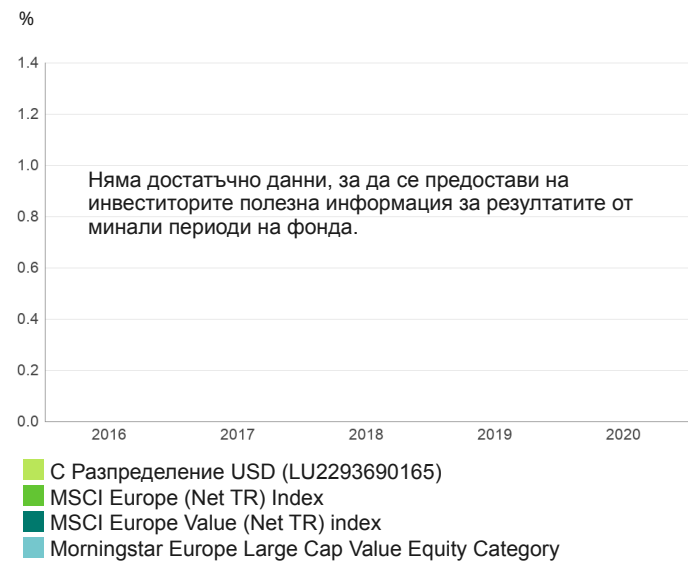 %
1.4
1.2
1.0
Няма достатъчно данни, за да се предостави на
инвеститорите полезна информация за резултатите от
0.8
минали периоди на фонда.
0.6
0.4
0.2
0.0
2016 2017 2018 2019 2020
C Разпределение USD (LU2293690165)
MSCI Europe (Net TR) Index
MSCI Europe Value (Net TR) index
Morningstar Europe Large Cap Value Equity Category